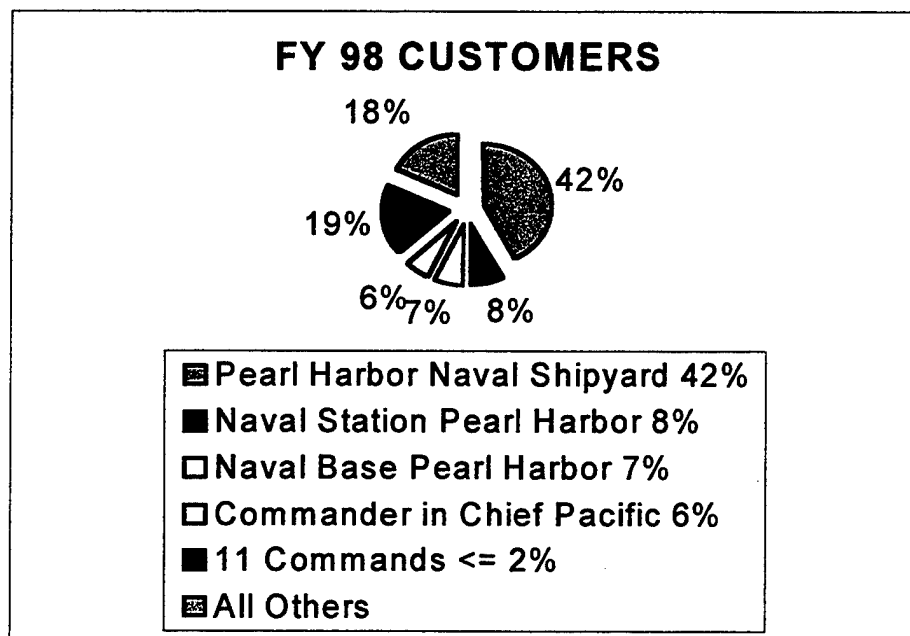 FY 98 CUSTOMERS
18%
42%
19%
6%
7%
8%
Pearl Harbor Naval Shipyard 42%
Naval Station Pearl Harbor 8%
Naval Base Pearl Harbor 7%
Commander in Chief Pacific 6%
11 Commands <= 2%
All Others